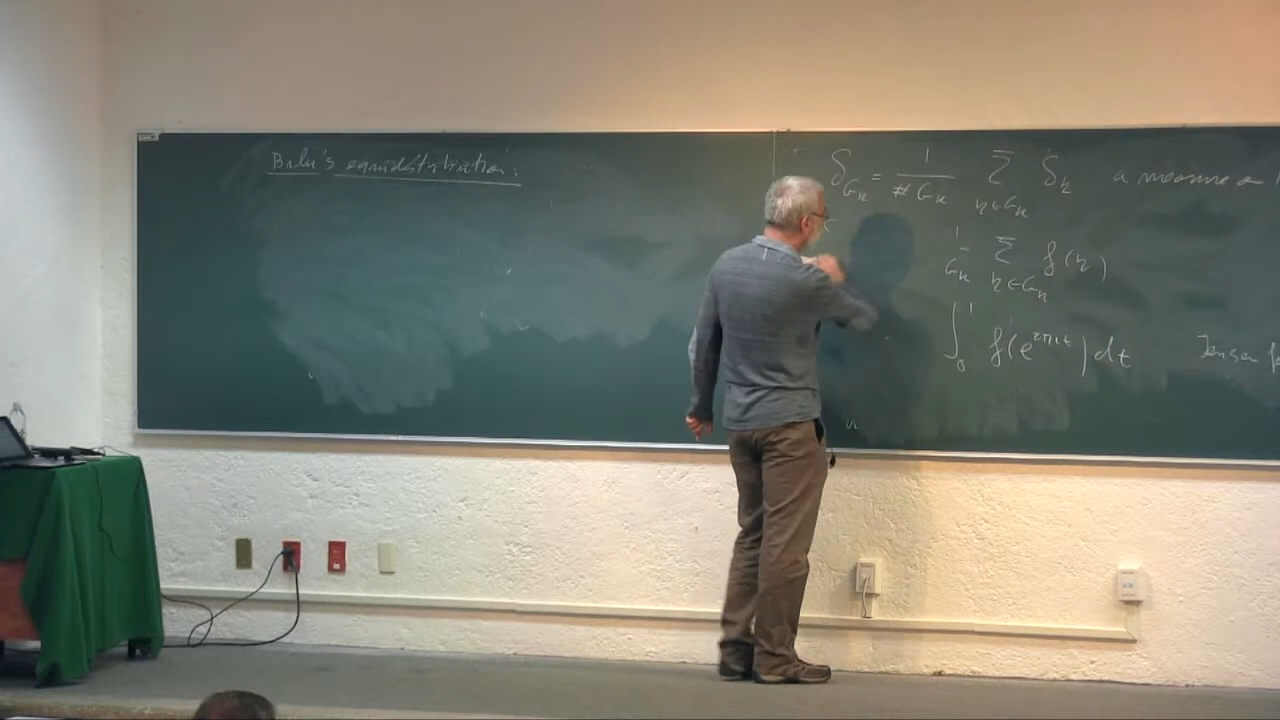 Bilu's equidistribution:
δ_{G_n} = 1/#G_n Σ_{η∈G_n} δ_η a measure on
1/G_n Σ_{η∈G_n} f(η)
∫_0^1 f(e^{2πit}) dt Jensen